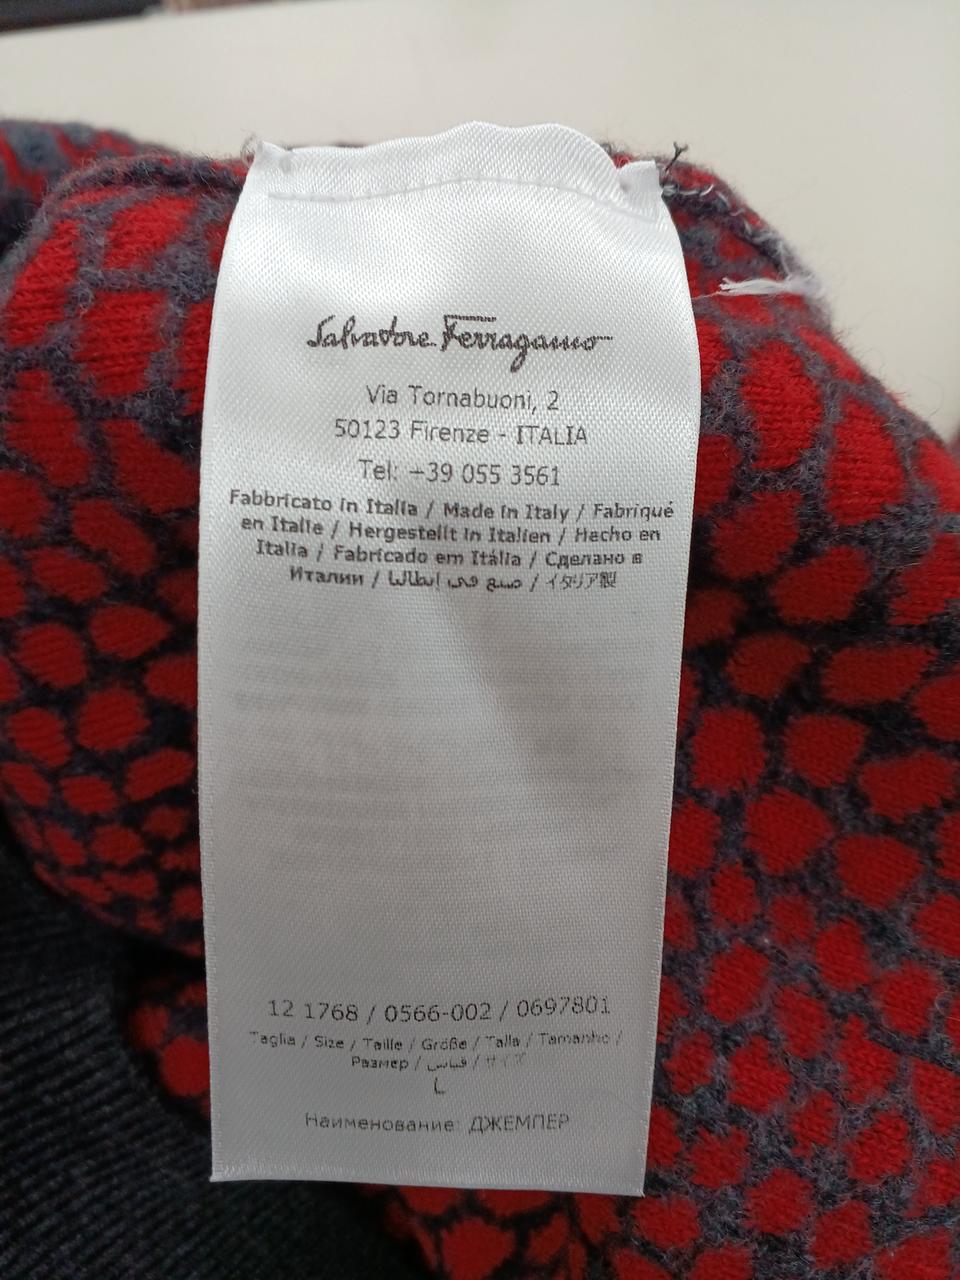 Salvatore Ferragamo
Via Tornabuoni, 2
50123 Firenze - ITALIA
Tel: +39 055 3561
Fabbricato in Italia / Made in Italy / Fabriqué
en Italie / Hergestellt in Italien / Hecho en
Italia / Fabricado em Itália / Сделано в
Италии / صنع في إيطاليا / イタリア製
12 1768 / 0566-002 / 0697801
Taglia / Size / Taille / Größe / Talla / Tamanho /
Размер / قياس / サイズ
L
Наименование: ДЖЕМПЕР